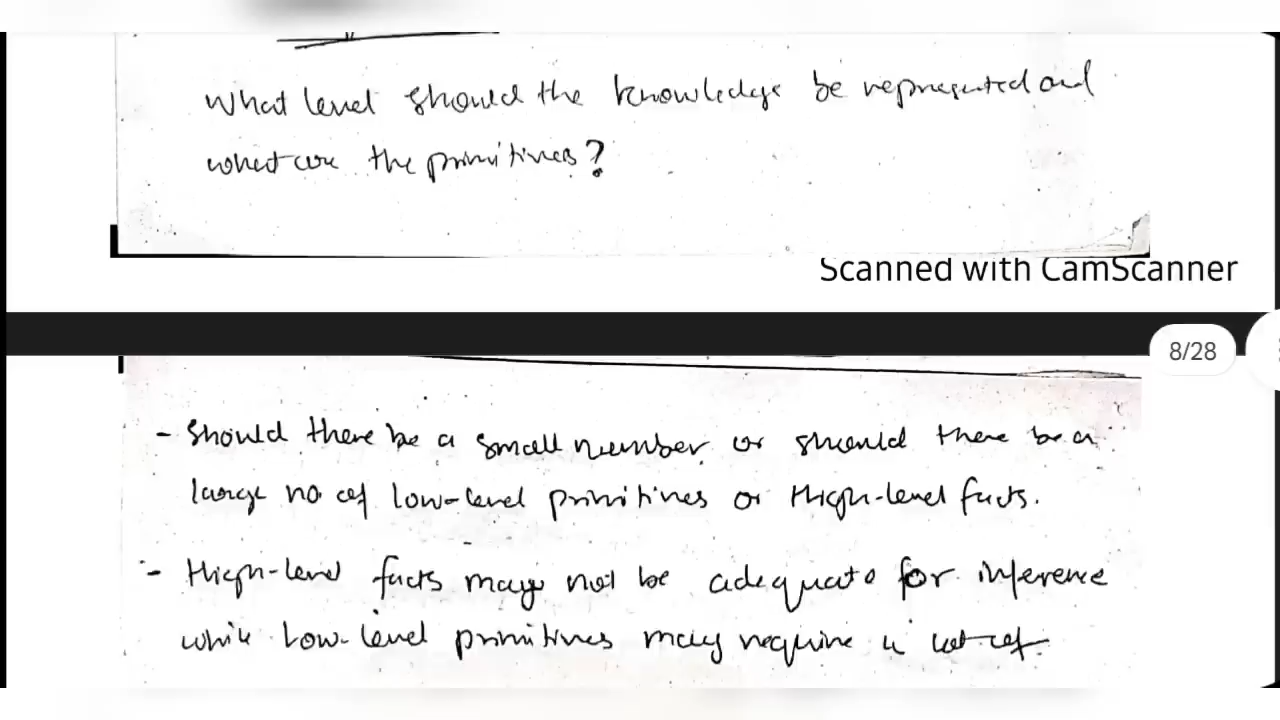 What level should the knowledge be represented and
what are the primitives?
Scanned with CamScanner
8/28
- Should there be a small number or should there be a
large no of low-level primitives or High-level facts.
- High-level facts may not be adequate for inference
while Low-level primitives may require a lot of